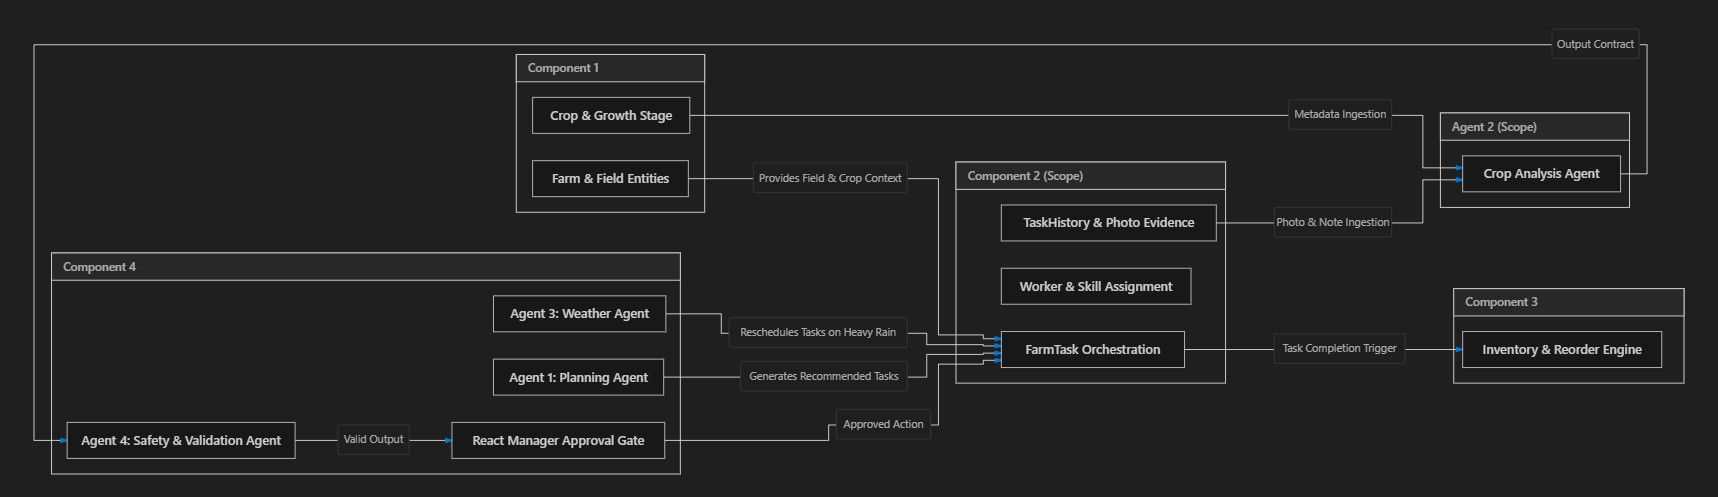 Output Contract
Component 1
Crop & Growth Stage
Metadata Ingestion
Agent 2 (Scope)
Crop Analysis Agent
Farm & Field Entities
Provides Field & Crop Context
Component 2 (Scope)
TaskHistory & Photo Evidence
Photo & Note Ingestion
Worker & Skill Assignment
Component 4
Agent 3: Weather Agent
Reschedules Tasks on Heavy Rain
FarmTask Orchestration
Task Completion Trigger
Component 3
Inventory & Reorder Engine
Agent 1: Planning Agent
Generates Recommended Tasks
Agent 4: Safety & Validation Agent
Valid Output
React Manager Approval Gate
Approved Action